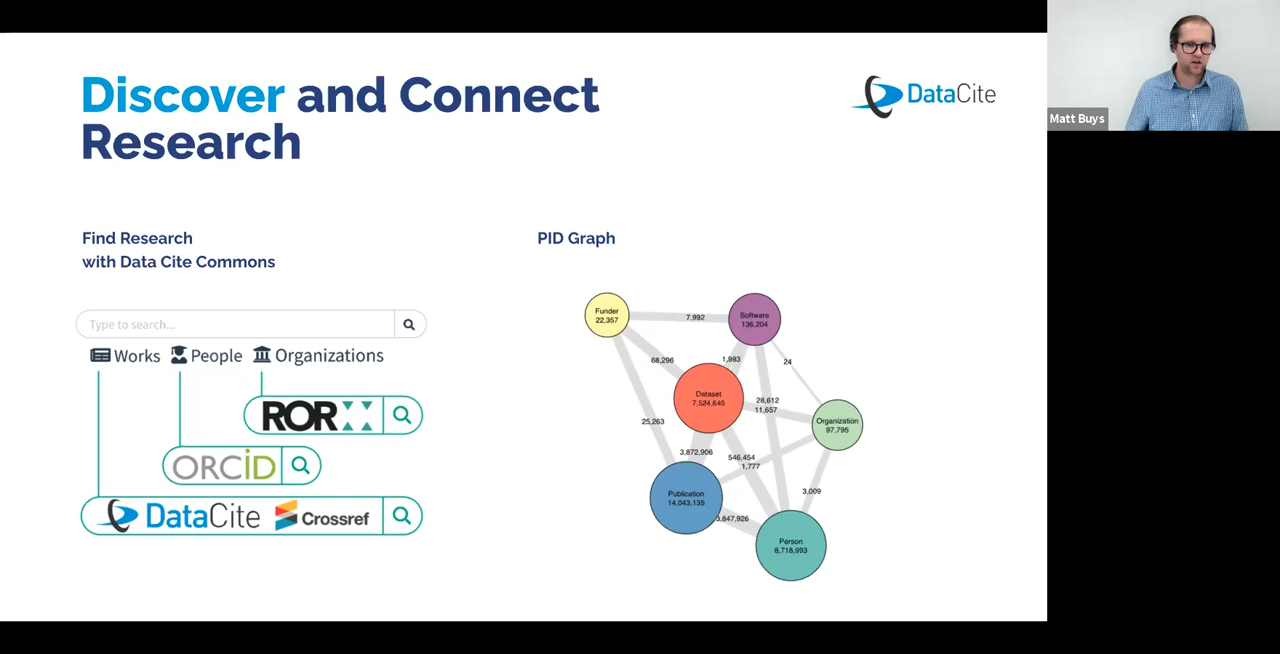 Discover and Connect
Research
DataCite
Matt Buys
Find Research
with Data Cite Commons
Type to search...
Works People Organizations
ROR
ORCID
DataCite Crossref
PID Graph
Funder
22,357
7,992
Software
136,204
68,296
1,983
24
Dataset
7,524,645
28,612
11,657
25,263
Organization
97,795
3,872,906
546,454
1,777
Publication
14,043,135
3,009
3,847,926
Person
8,718,993